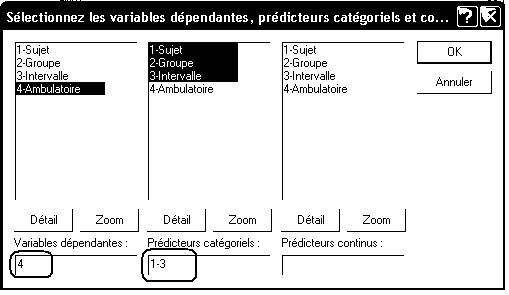 Sélectionnez les variables dépendantes, prédicteurs catégoriels et co...
1-Sujet
2-Groupe
3-Intervalle
4-Ambulatoire
1-Sujet
2-Groupe
3-Intervalle
4-Ambulatoire
1-Sujet
2-Groupe
3-Intervalle
4-Ambulatoire
OK
Annuler
Détail Zoom Détail Zoom Détail Zoom
Variables dépendantes : Prédicteurs catégoriels : Prédicteurs continus :
4 1-3